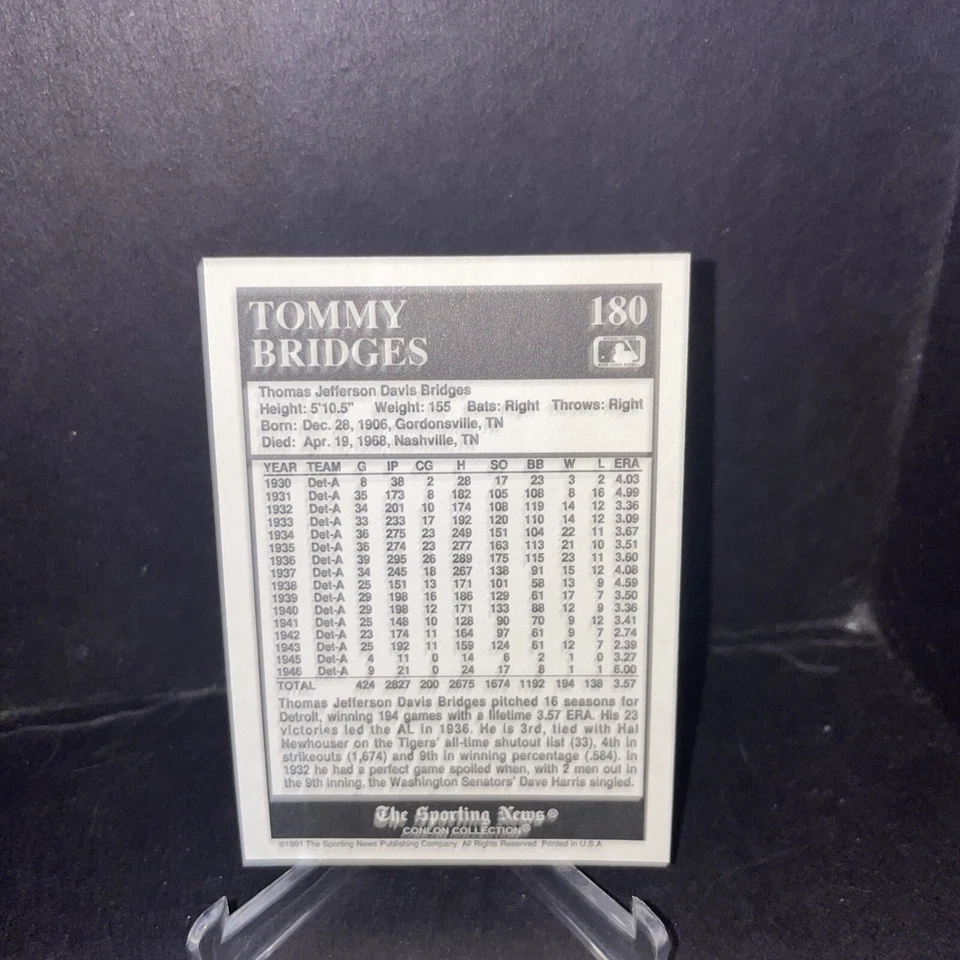 TOMMY 180
BRIDGES
Thomas Jefferson Davis Bridges
Height: 5'10.5" Weight: 155 Bats: Right Throws: Right
Born: Dec. 28, 1906, Gordonsville, TN
Died: Apr. 19, 1968, Nashville, TN
YEAR TEAM G IP CG H SO BB W L ERA
1930 Det-A 8 38 2 28 17 23 3 2 4.03
1931 Det-A 35 173 8 182 105 108 8 16 4.99
1932 Det-A 34 201 10 174 108 119 14 12 3.36
1933 Det-A 33 233 17 192 120 110 14 12 3.09
1934 Det-A 36 275 23 249 151 104 22 11 3.67
1935 Det-A 36 274 23 277 163 113 21 10 3.51
1936 Det-A 39 295 26 289 175 115 23 11 3.60
1937 Det-A 34 245 18 267 138 91 15 12 4.08
1938 Det-A 25 151 13 171 101 58 13 9 4.59
1939 Det-A 29 198 16 186 129 61 17 7 3.50
1940 Det-A 29 198 12 171 133 88 12 9 3.36
1941 Det-A 25 148 10 128 90 70 9 12 3.41
1942 Det-A 23 174 11 164 97 61 9 7 2.74
1943 Det-A 25 192 11 159 124 61 12 7 2.39
1945 Det-A 4 11 0 14 6 2 1 0 3.27
1946 Det-A 9 21 0 24 17 8 1 1 6.00
TOTAL 424 2827 200 2675 1674 1192 194 138 3.57
Thomas Jefferson Davis Bridges pitched 16 seasons for
Detroit, winning 194 games with a lifetime 3.57 ERA. His 23
victories led the AL in 1936. He is 3rd, tied with Hal
Newhouser on the Tigers' all-time shutout list (33), 4th in
strikeouts (1,674) and 9th in winning percentage (.584). In
1932 he had a perfect game spoiled when, with 2 men out in
the 9th inning, the Washington Senators' Dave Harris singled.
The Sporting News®
CONLON COLLECTION®
©1991 The Sporting News Publishing Company. All Rights Reserved. Printed in U.S.A.